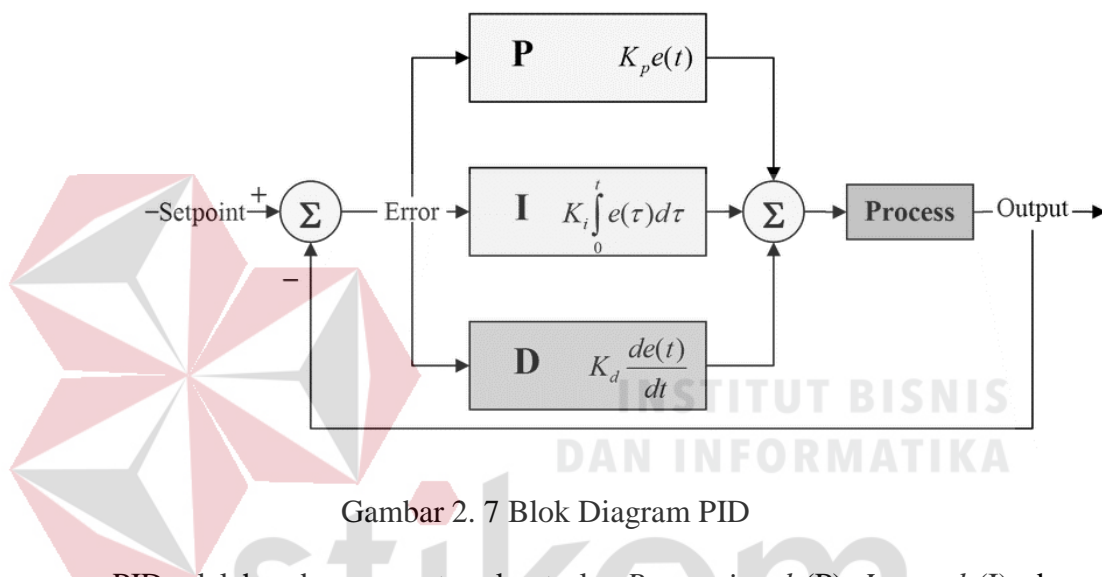 P K_p e(t)
+
–Setpoint Σ Error I K_i ∫_0^t e(τ)dτ Σ Process Output
–
D K_d de(t)/dt
INSTITUT BISNIS
DAN INFORMATIKA
Gambar 2. 7 Blok Diagram PID
stikom
(P) (I)